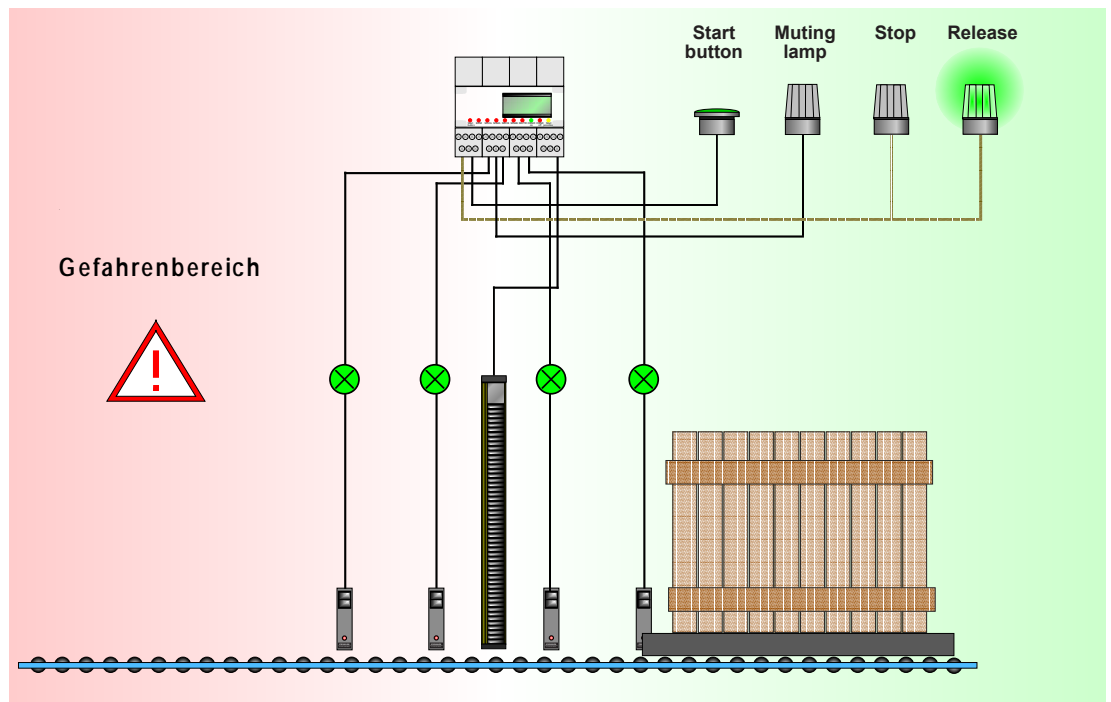 Start button
Muting lamp
Stop
Release
Gefahrenbereich
!